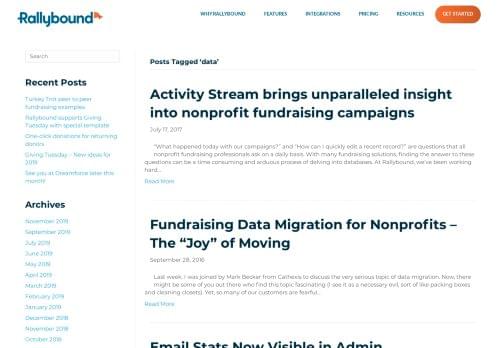 Rallybound
WHY RALLYBOUND
FEATURES
INTEGRATIONS
PRICING
RESOURCES
GET STARTED
Search
Recent Posts
Turkey Trot peer to peer
fundraising examples
Rallybound supports Giving
Tuesday with special template
One-click donations for returning
donors
Giving Tuesday – New ideas for
2019
See you at Dreamforce later this
month!
Archives
November 2019
September 2019
July 2019
June 2019
May 2019
April 2019
March 2019
February 2019
January 2019
December 2018
November 2018
October 2018
Posts Tagged ‘data’
Activity Stream brings unparalleled insight
into nonprofit fundraising campaigns
July 17, 2017
“What happened today with our campaigns?” and “How can I quickly edit a recent record?” are questions that all
nonprofit fundraising professionals ask on a daily basis. With many fundraising solutions, finding the answer to these
questions can be a time consuming and arduous process of delving into databases. At Rallybound, we’ve been working
hard...
Read More
Fundraising Data Migration for Nonprofits –
The “Joy” of Moving
September 28, 2016
Last week, I was joined by Mark Becker from Cathexis to discuss the very serious topic of data migration. Now, there
might be some of you out there who find this topic fascinating (I see it as a necessary evil, sort of like packing boxes
and cleaning closets). Yet, so many of our customers are fearful...
Read More
Email Stats Now Visible in Admin